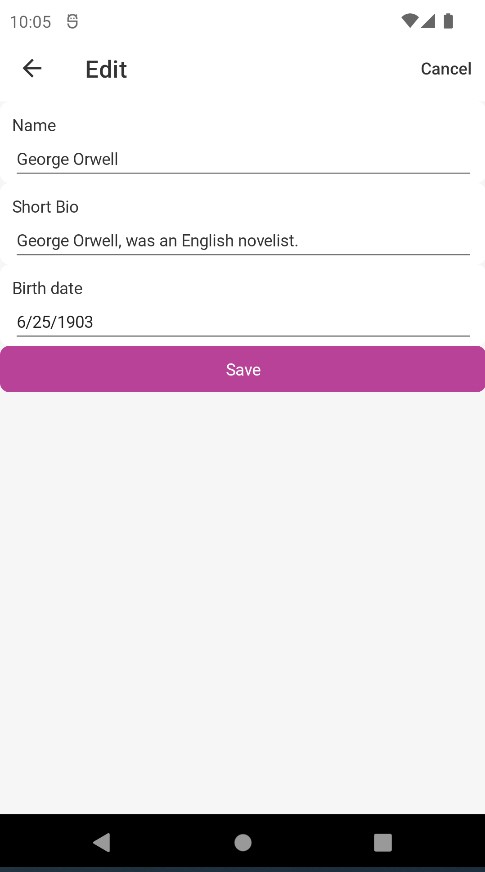 10:05
Edit
Cancel
Name
George Orwell
Short Bio
George Orwell, was an English novelist.
Birth date
6/25/1903
Save